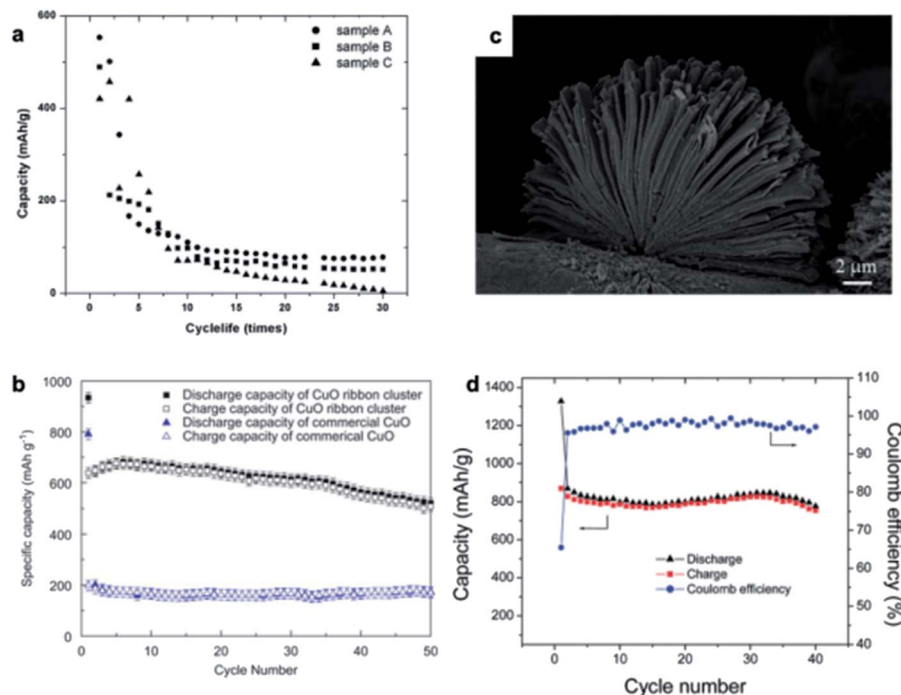 a
sample A
sample B
sample C
600
400
200
0
Capacity (mAh/g)
0 5 10 15 20 25 30
Cyclelife (times)
c
2 μm
b
Discharge capacity of CuO ribbon cluster
Charge capacity of CuO ribbon cluster
Discharge capacity of commercial CuO
Charge capacity of commerical CuO
1000
800
600
400
200
0
Specific capacity (mAh g⁻¹)
0 10 20 30 40 50
Cycle Number
d
1400
1200
1000
800
600
400
200
0
Capacity (mAh/g)
Discharge
Charge
Coulomb efficiency
110
100
90
80
70
60
50
40
Coulomb efficiency (%)
0 10 20 30 40
Cycle number